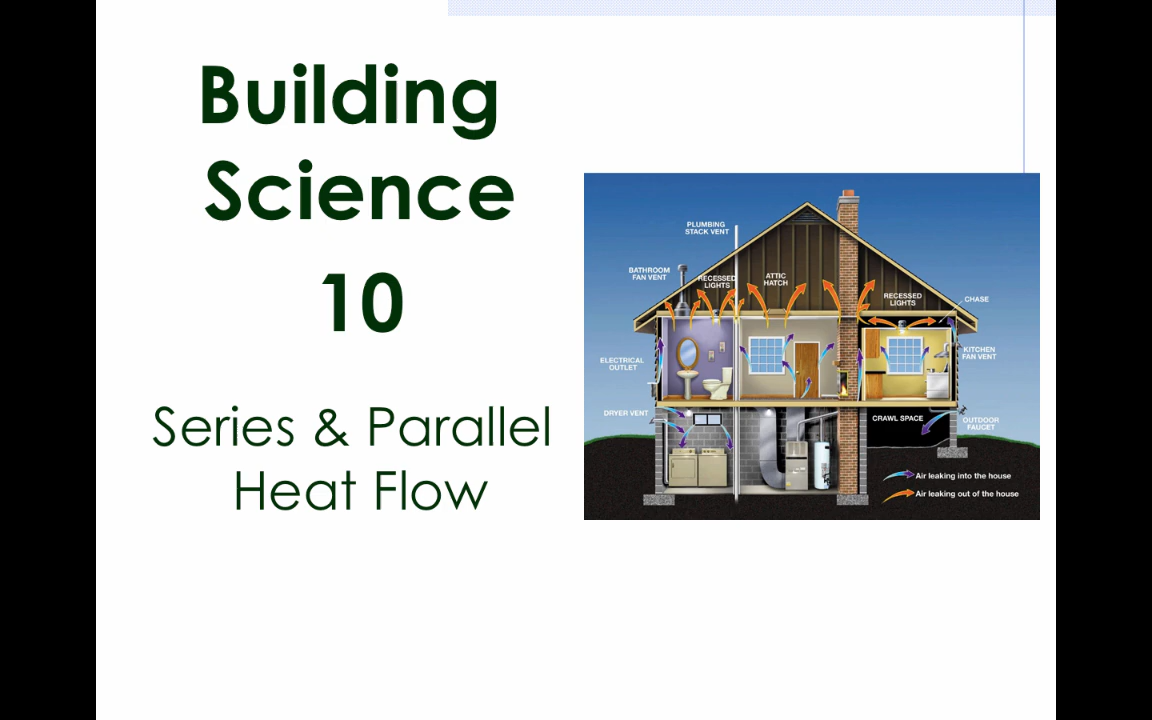 Building
Science
10
Series & Parallel
Heat Flow
PLUMBING
STACK VENT
BATHROOM
FAN VENT
RECESSED
LIGHTS
ATTIC
HATCH
RECESSED
LIGHTS
CHASE
KITCHEN
FAN VENT
ELECTRICAL
OUTLET
DRYER VENT
CRAWL SPACE
OUTDOOR
FAUCET
Air leaking into the house
Air leaking out of the house